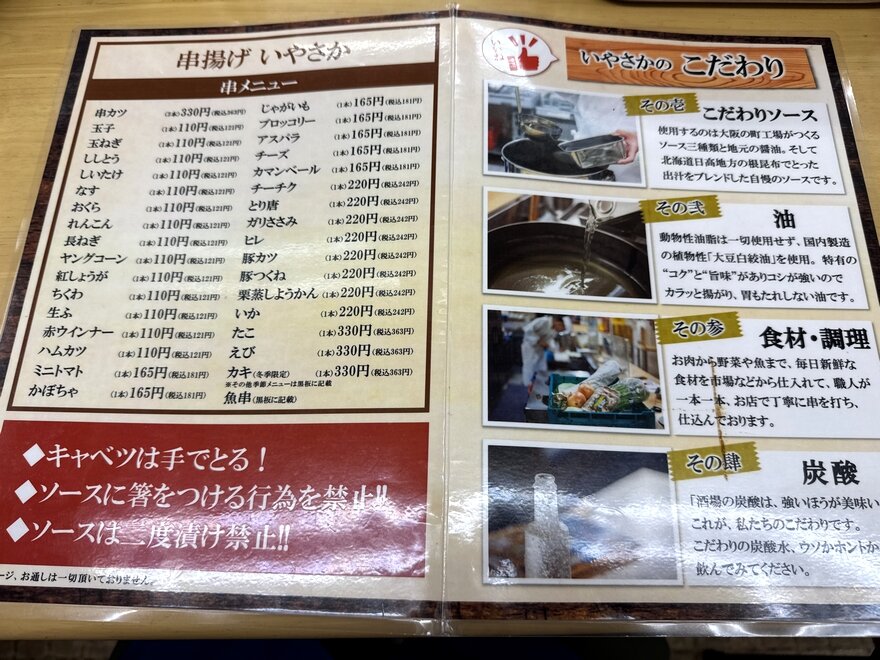 串揚げ いやさか
串メニュー
串カツ (3本)330円(税込363円)
玉子 (1本)110円(税込121円)
玉ねぎ (1本)110円(税込121円)
ししとう (1本)110円(税込121円)
しいたけ (1本)110円(税込121円)
なす (1本)110円(税込121円)
おくら (1本)110円(税込121円)
れんこん (1本)110円(税込121円)
長ねぎ (1本)110円(税込121円)
ヤングコーン (1本)110円(税込121円)
紅しょうが (1本)110円(税込121円)
ちくわ (1本)110円(税込121円)
生ふ (1本)110円(税込121円)
赤ウインナー (1本)110円(税込121円)
ハムカツ (1本)110円(税込121円)
ミニトマト (1本)165円(税込181円)
かぼちゃ (1本)165円(税込181円)
じゃがいも (1本)165円(税込181円)
ブロッコリー (1本)165円(税込181円)
アスパラ (1本)165円(税込181円)
チーズ (1本)165円(税込181円)
カマンベール (1本)165円(税込181円)
チーチク (1本)220円(税込242円)
とり唐 (1本)220円(税込242円)
ガリささみ (1本)220円(税込242円)
ヒレ (1本)220円(税込242円)
豚カツ (1本)220円(税込242円)
豚つくね (1本)220円(税込242円)
栗蒸しようかん (1本)220円(税込242円)
いか (1本)220円(税込242円)
たこ (1本)330円(税込363円)
えび (1本)330円(税込363円)
カキ(冬季限定) (1本)330円(税込363円)
※その他季節メニューは黒板に記載
魚串(黒板に記載)
◆キャベツは手でとる！
◆ソースに箸をつける行為を禁止!!
◆ソースは二度漬け禁止!!
ージ、お通しは一切頂いておりません。
いいね
いやさかの こだわり
その壱 こだわりソース
使用するのは大阪の町工場がつくる
ソース三種類と地元の醤油。そして
北海道日高地方の根昆布でとった
出汁をブレンドした自慢のソースです。
その弐 油
動物性油脂は一切使用せず、国内製造
の植物性「大豆白絞油」を使用。特有の
“コク”と“旨味”がありコシが強いので
カラッと揚がり、胃もたれしない油です。
その参 食材・調理
お肉から野菜や魚まで、毎日新鮮な
食材を市場などから仕入れて、職人が
一本一本、お店で丁寧に串を打ち、
仕込んでおります。
その肆 炭酸
「酒場の炭酸は、強いほうが美味い
これが、私たちのこだわりです。
こだわりの炭酸水、ウソかホントか
飲んでみてください。